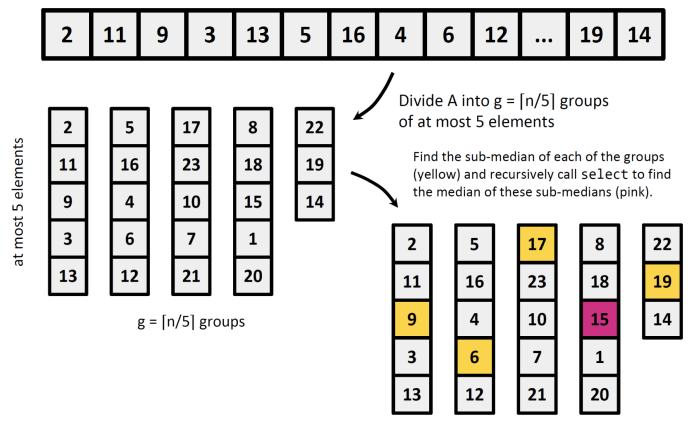 2 11 9 3 13 5 16 4 6 12 ... 19 14
Divide A into g = ⌈n/5⌉ groups
of at most 5 elements
at most 5 elements
2 5 17 8 22
11 16 23 18 19
9 4 10 15 14
3 6 7 1
13 12 21 20
g = ⌈n/5⌉ groups
Find the sub-median of each of the groups
(yellow) and recursively call select to find
the median of these sub-medians (pink).
2 5 17 8 22
11 16 23 18 19
9 4 10 15 14
3 6 7 1
13 12 21 20